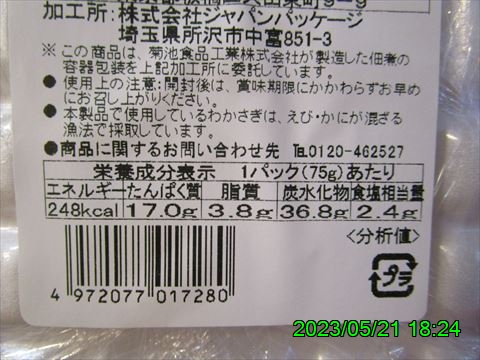 加工所：株式会社ジャパンパッケージ
埼玉県所沢市中富851-3
※この商品は、菊池食品工業株式会社が製造した佃煮の
容器包装を上記加工所に委託しています。
●使用上の注意：開封後は、賞味期限にかかわらずお早め
にお召し上がりください。
●本製品で使用しているわかさぎは、えび・かにが混ざる
漁法で採取しています。
●商品に関するお問い合わせ先 ℡0120-462527
栄養成分表示 1パック(75g)あたり
エネルギー たんぱく質 脂質 炭水化物 食塩相当量
248kcal 17.0g 3.8g 36.8g 2.4g
<分析値>
プラ
4 972077 017280
2023/05/21 18:24